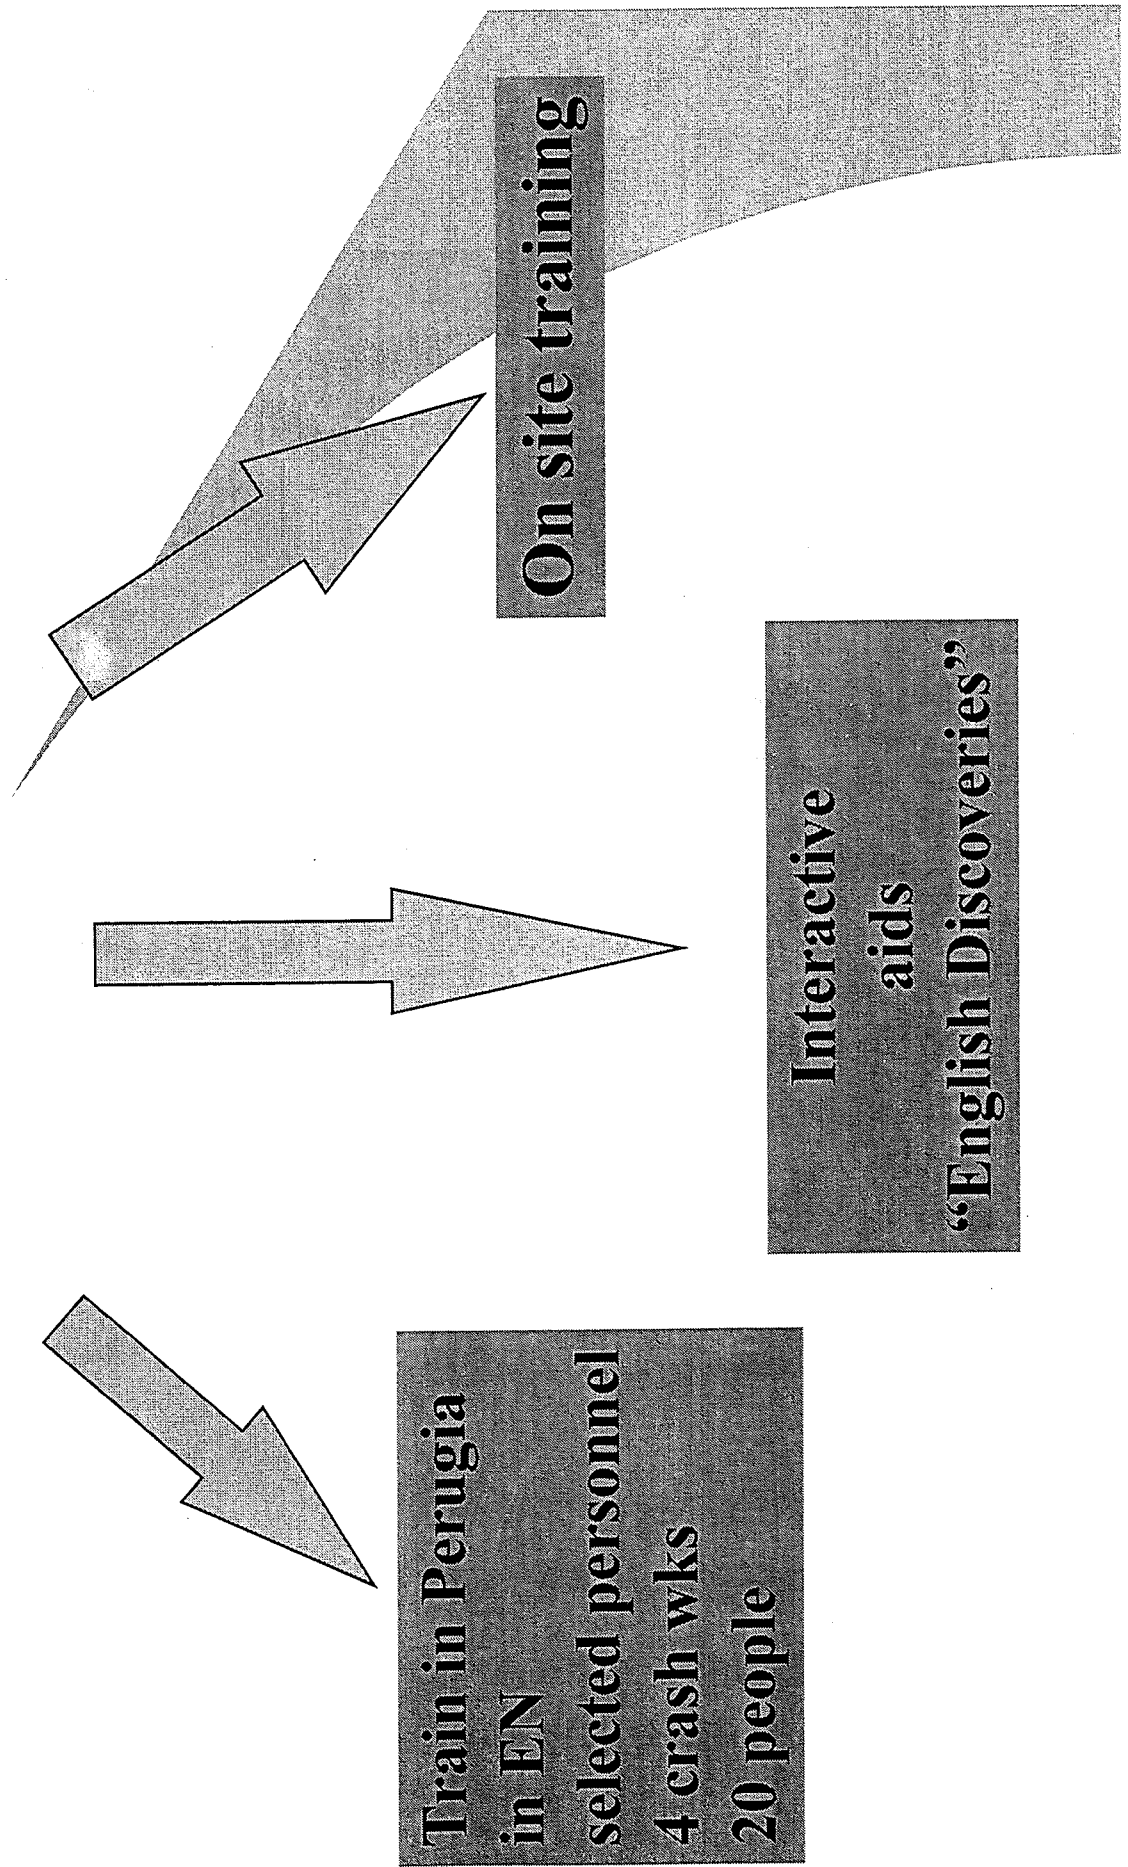 Train in Perugia
in EN
selected personnel
4 crash wks
20 people
Interactive
aids
“English Discoveries”
On site training